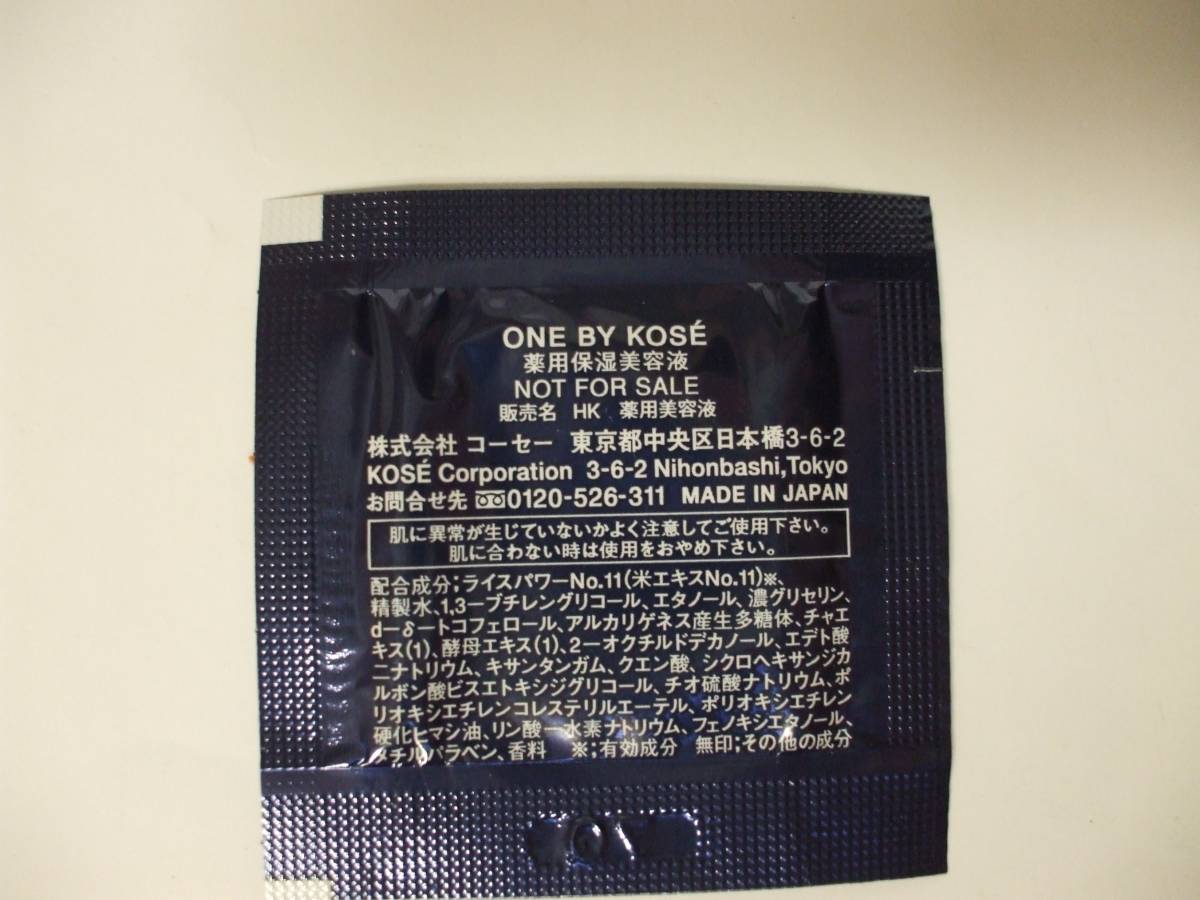 ONE BY KOSÉ
薬用保湿美容液
NOT FOR SALE
販売名 HK 薬用美容液
株式会社 コーセー 東京都中央区日本橋3-6-2
KOSÉ Corporation 3-6-2 Nihonbashi,Tokyo
お問合せ先 0120-526-311 MADE IN JAPAN
肌に異常が生じていないかよく注意してご使用下さい。
肌に合わない時は使用をおやめ下さい。
配合成分;ライスパワーNo.11(米エキスNo.11)※、
精製水、1,3ーブチレングリコール、エタノール、濃グリセリン、
dーδートコフェロール、アルカリゲネス産生多糖体、チャエ
キス(1)、酵母エキス(1)、2ーオクチルドデカノール、エデト酸
二ナトリウム、キサンタンガム、クエン酸、シクロヘキサンジカ
ルボン酸ビスエトキシジグリコール、チオ硫酸ナトリウム、ポ
リオキシエチレンコレステリルエーテル、ポリオキシエチレン
硬化ヒマシ油、リン酸一水素ナトリウム、フェノキシエタノール、
メチルパラベン、香料 ※;有効成分 無印;その他の成分